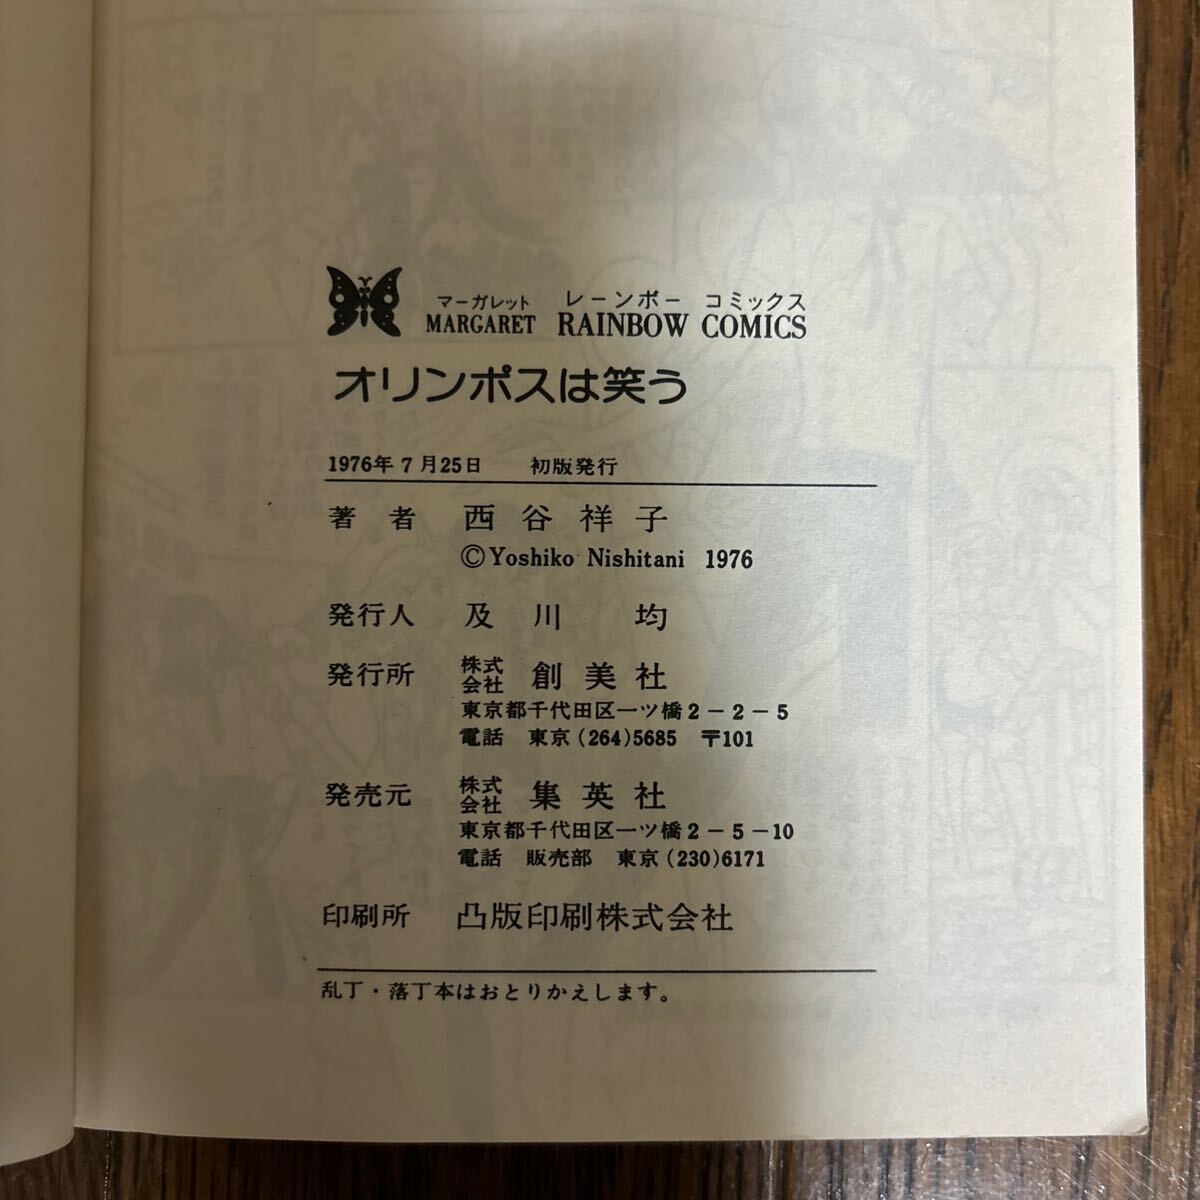 マーガレット レーンボー コミックス
MARGARET RAINBOW COMICS
オリンポスは笑う
1976年7月25日 初版発行
著者 西谷祥子
©Yoshiko Nishitani 1976
発行人 及川 均
発行所 株式会社 創美社
東京都千代田区一ツ橋2-2-5
電話 東京(264)5685 〒101
発売元 株式会社 集英社
東京都千代田区一ツ橋2-5-10
電話 販売部 東京(230)6171
印刷所 凸版印刷株式会社
乱丁・落丁本はおとりかえします。